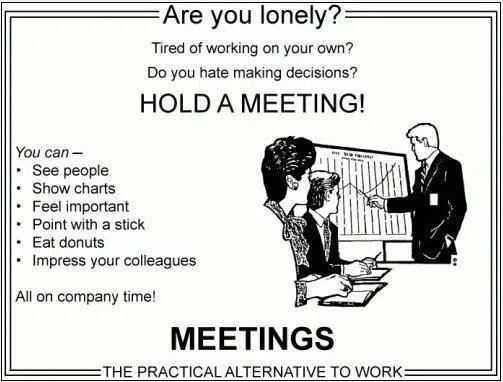 Are you lonely?
Tired of working on your own?
Do you hate making decisions?
HOLD A MEETING!
You can –
• See people
• Show charts
• Feel important
• Point with a stick
• Eat donuts
• Impress your colleagues
All on company time!
MEETINGS
THE PRACTICAL ALTERNATIVE TO WORK